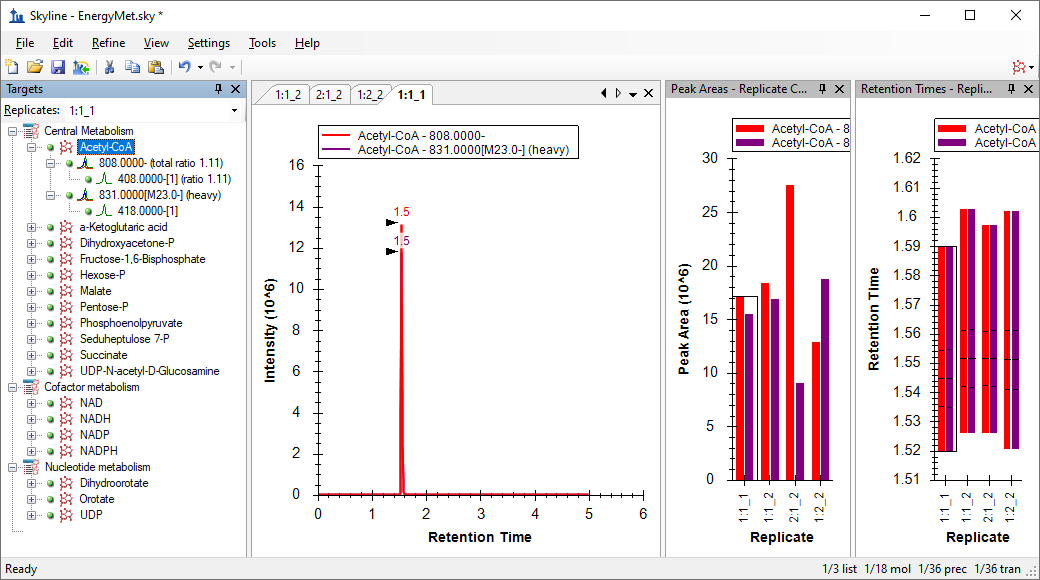 Skyline - EnergyMet.sky *
File Edit Refine View Settings Tools Help
Targets
Replicates: 1:1_1
Central Metabolism
Acetyl-CoA
808.0000- (total ratio 1.11)
408.0000-[1] (ratio 1.11)
831.0000[M23.0-] (heavy)
418.0000-[1]
a-Ketoglutaric acid
Dihydroxyacetone-P
Fructose-1,6-Bisphosphate
Hexose-P
Malate
Pentose-P
Phosphoenolpyruvate
Seduheptulose 7-P
Succinate
UDP-N-acetyl-D-Glucosamine
Cofactor metabolism
NAD
NADH
NADP
NADPH
Nucleotide metabolism
Dihydroorotate
Orotate
UDP
1:1_2 2:1_2 1:2_2 1:1_1
Acetyl-CoA - 808.0000-
Acetyl-CoA - 831.0000[M23.0-] (heavy)
16
14
12
10
8
6
4
2
0
Intensity (10^6)
1.5
1.5
0 1 2 3 4 5 6
Retention Time
Peak Areas - Replicate C...
Acetyl-CoA - 8
Acetyl-CoA - 8
30
25
20
15
10
5
0
Peak Area (10^6)
1:1_1
1:1_2
2:1_2
1:2_2
Replicate
Retention Times - Repli...
Acetyl-CoA
Acetyl-CoA
1.62
1.61
1.6
1.59
1.58
1.57
1.56
1.55
1.54
1.53
1.52
1.51
Retention Time
1:1_1
1:1_2
2:1_2
1:2_2
Replicate
Ready
1/3 list 1/18 mol 1/36 prec 1/36 tran